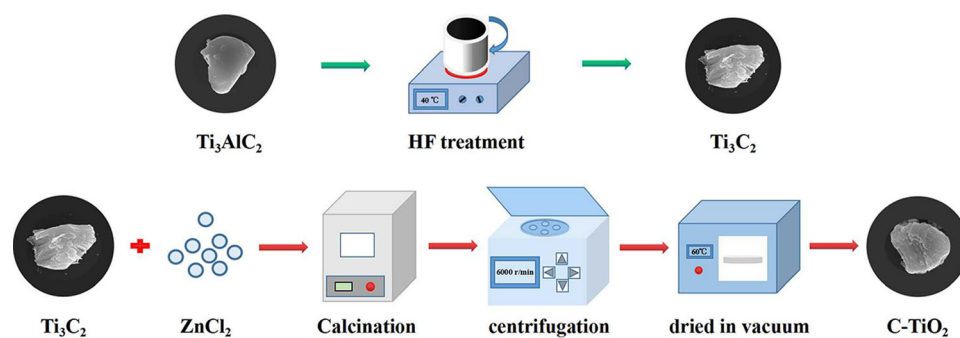 40 ℃
Ti₃AlC₂
HF treatment
Ti₃C₂
6000 r/min
60℃
Ti₃C₂
ZnCl₂
Calcination
centrifugation
dried in vacuum
C-TiO₂